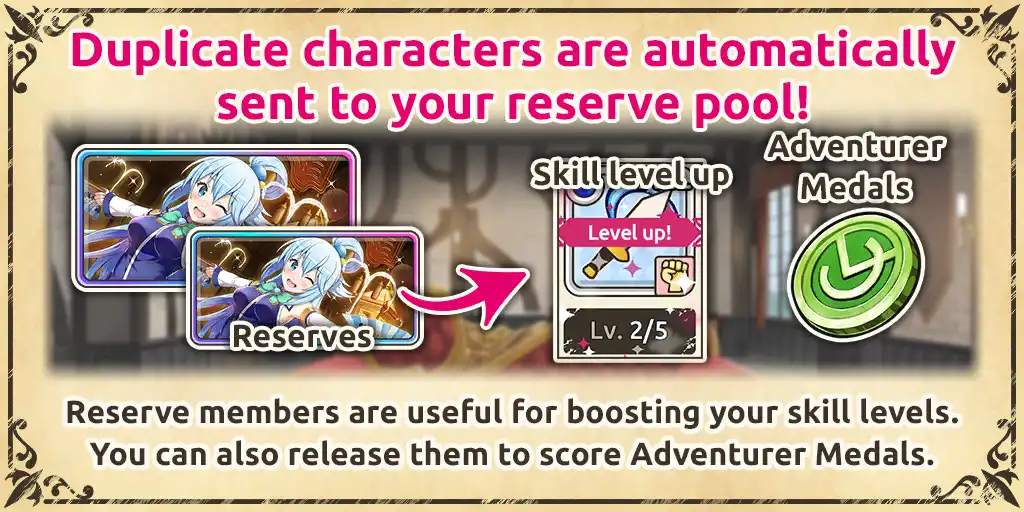 Duplicate characters are automatically
sent to your reserve pool!
Reserves
Skill level up
Level up!
Lv. 2/5
Adventurer
Medals
Reserve members are useful for boosting your skill levels.
You can also release them to score Adventurer Medals.